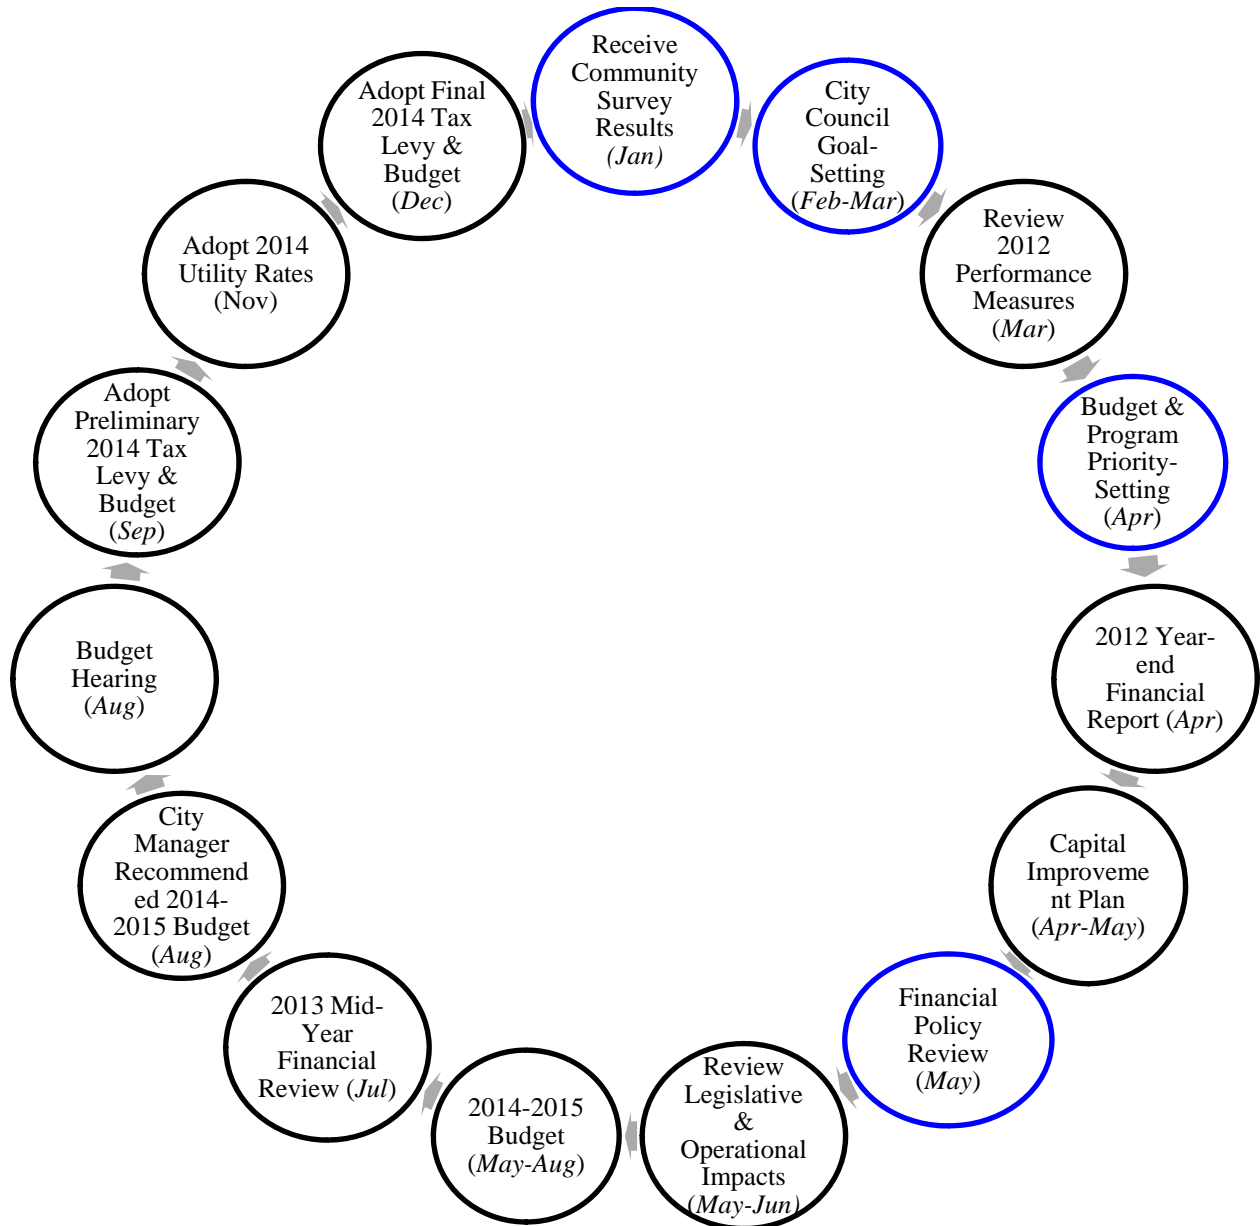 Receive
Community
Survey
Results
(Jan)
City
Council
Goal-
Setting
(Feb-Mar)
Review
2012
Performance
Measures
(Mar)
Budget &
Program
Priority-
Setting
(Apr)
2012 Year-
end
Financial
Report (Apr)
Capital
Improveme
nt Plan
(Apr-May)
Financial
Policy
Review
(May)
Review
Legislative
&
Operational
Impacts
(May-Jun)
2014-2015
Budget
(May-Aug)
2013 Mid-
Year
Financial
Review (Jul)
City
Manager
Recommend
ed 2014-
2015 Budget
(Aug)
Budget
Hearing
(Aug)
Adopt
Preliminary
2014 Tax
Levy &
Budget
(Sep)
Adopt 2014
Utility Rates
(Nov)
Adopt Final
2014 Tax
Levy &
Budget
(Dec)